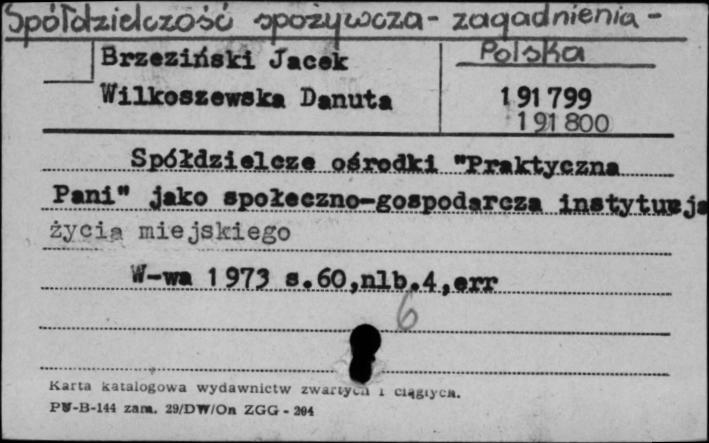 Spółdzielczość spożywcza - zagadnienia -
Polska
Brzeziński Jacek
Wilkoszewska Danuta
191799
191800
Spółdzielcze ośrodki "Praktyczna
Pani" jako społeczno-gospodarcza instytucja
życia miejskiego
W-wa 1973 s.60,nlb.4,err
6
Karta katalogowa wydawnictw zwartych i ciągłych.
PW-B-144 zam. 29/DW/On ZGG - 204